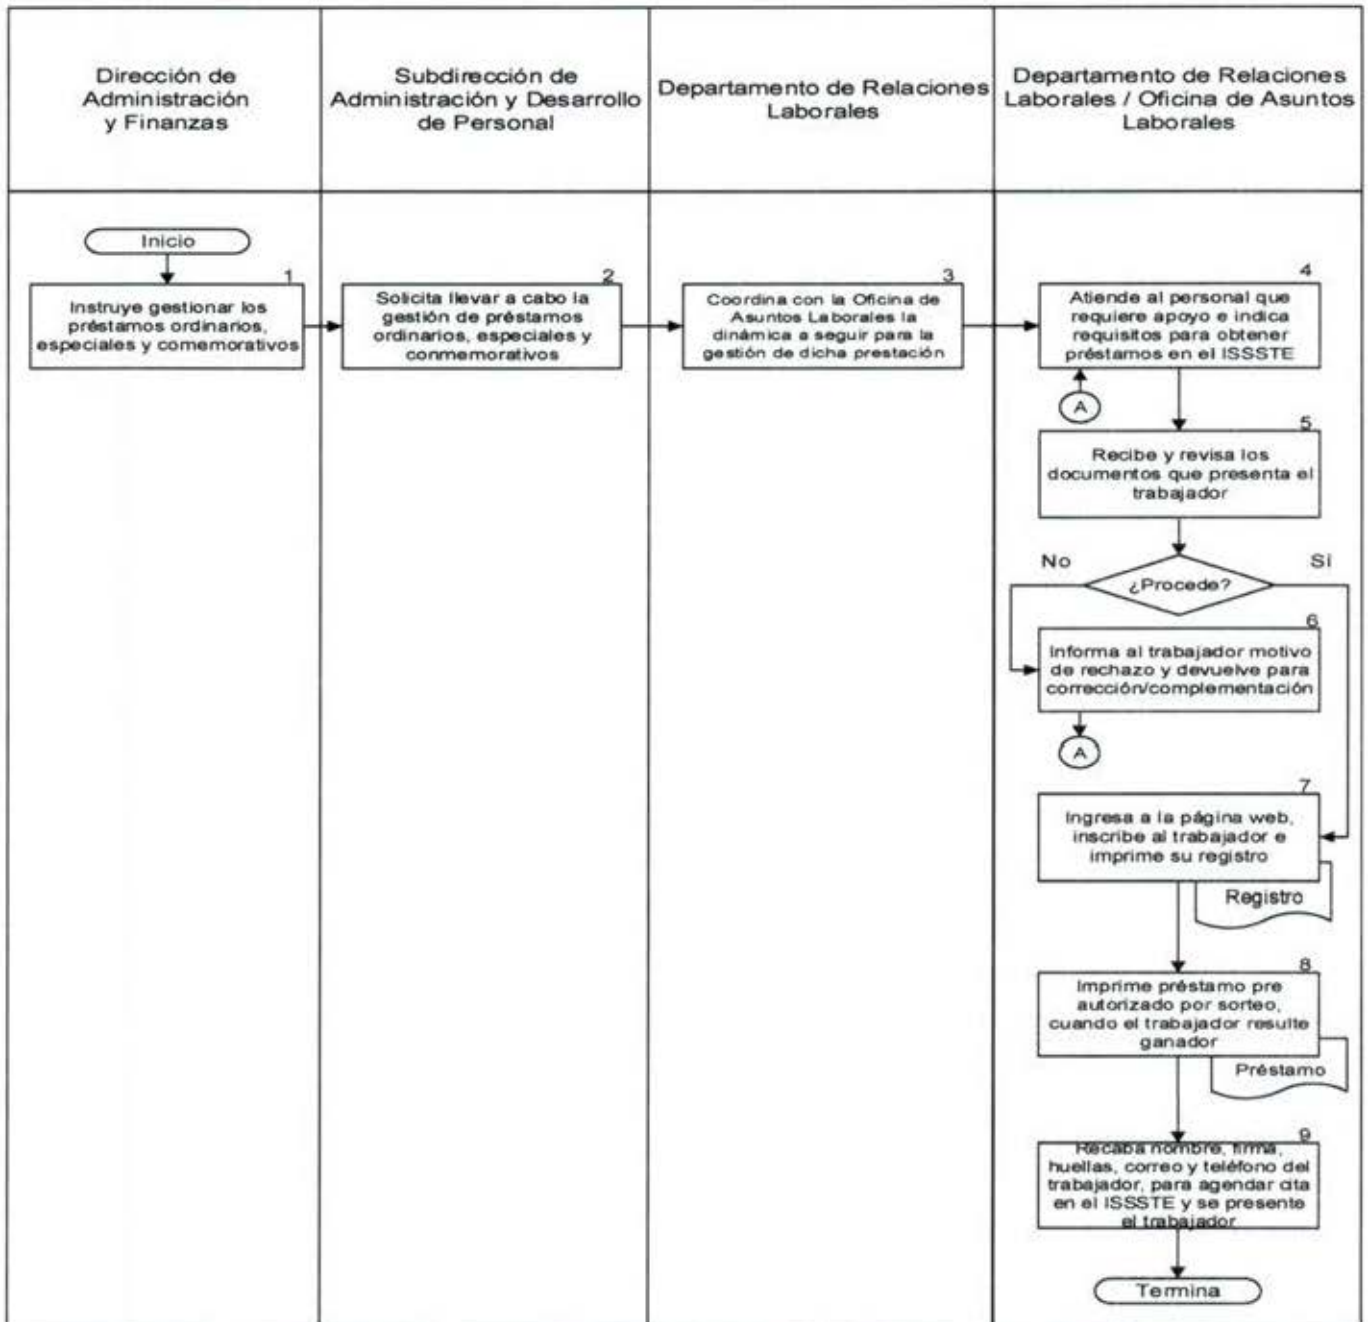 Dirección de
Administración
y Finanzas
Subdirección de
Administración y Desarrollo
de Personal
Departamento de Relaciones
Laborales
Departamento de Relaciones
Laborales / Oficina de Asuntos
Laborales
Inicio
1
Instruye gestionar los
préstamos ordinarios,
especiales y comemorativos
2
Solicita llevar a cabo la
gestión de préstamos
ordinarios, especiales y
conmemorativos
3
Coordina con la Oficina de
Asuntos Laborales la
dinámica a seguir para la
gestión de dicha prestación
4
Atiende al personal que
requiere apoyo e indica
requisitos para obtener
préstamos en el ISSSTE
A
5
Recibe y revisa los
documentos que presenta el
trabajador
No
¿Procede?
Sí
6
Informa al trabajador motivo
de rechazo y devuelve para
corrección/complementación
A
7
Ingresa a la página web,
inscribe al trabajador e
imprime su registro
Registro
8
Imprime préstamo pre
autorizado por sorteo,
cuando el trabajador resulte
ganador
Préstamo
9
Recaba nombre, firma,
huellas, correo y teléfono del
trabajador, para agendar cita
en el ISSSTE y se presente
el trabajador
Termina